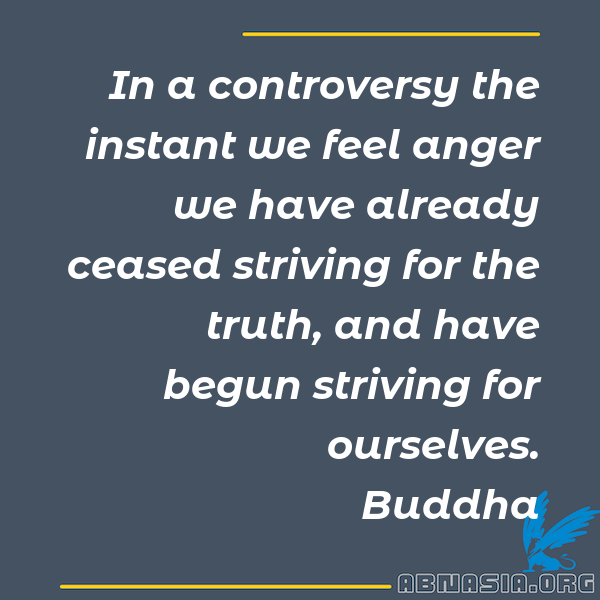 In a controversy the
instant we feel anger
we have already
ceased striving for the
truth, and have
begun striving for
ourselves.
Buddha
ABNASIA.ORG